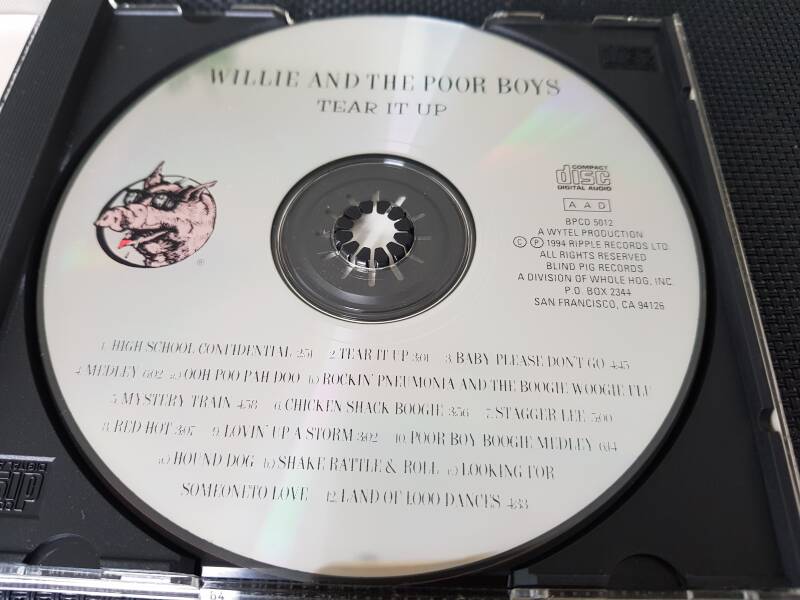 WILLIE AND THE POOR BOYS
TEAR IT UP
COMPACT
disc
DIGITAL AUDIO
A A D
BPCD 5012
A WYTEL PRODUCTION
© ℗ 1994 RIPPLE RECORDS LTD.
ALL RIGHTS RESERVED
BLIND PIG RECORDS
A DIVISION OF WHOLE HOG, INC.
P.O. BOX 2344
SAN FRANCISCO, CA 94126
®
1. HIGH SCHOOL CONFIDENTIAL 2:51 2. TEAR IT UP 3:01 3. BABY PLEASE DON'T GO 4:45
4. MEDLEY 6:02 a) OOH POO PAH DOO b) ROCKIN' PNEUMONIA AND THE BOOGIE WOOGIE FLU
5. MYSTERY TRAIN 4:58 6. CHICKEN SHACK BOOGIE 3:56 7. STAGGER LEE 5:00
8. RED HOT 3:07 9. LOVIN' UP A STORM 3:02 10. POOR BOY BOOGIE MEDLEY 6:14
a) HOUND DOG b) SHAKE RATTLE & ROLL c) LOOKING FOR
SOMEONE TO LOVE 12. LAND OF 1,000 DANCES 4:33
64